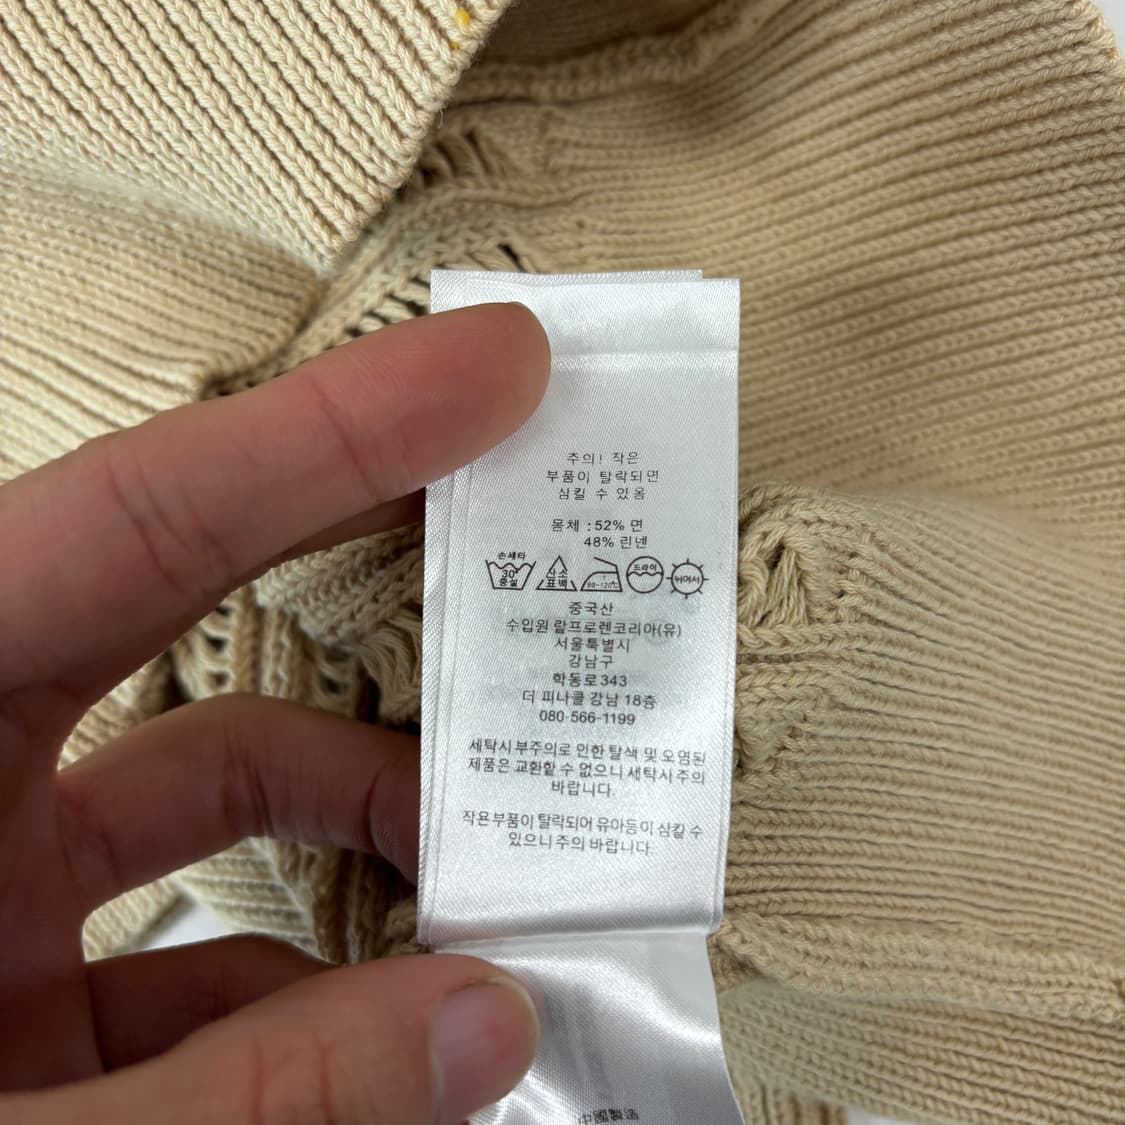 주의! 작은
부품이 탈락되면
삼킬 수 있옴
몸체 : 52% 면
48% 린넨
손세탁
30°
중성
산소
표백
80~120℃
드라이
뉘어서
중국산
수입원 랄프로렌코리아(유)
서울특별시
강남구
학동로343
더 피나클 강남 18층
080-566-1199
세탁시부주의로 인한 탈색 및 오염된
제품은 교환할 수 없으니 세탁시주의
바랍니다.
작은부품이 탈락되어 유아등이 삼킬 수
있으니주의 바랍니다.